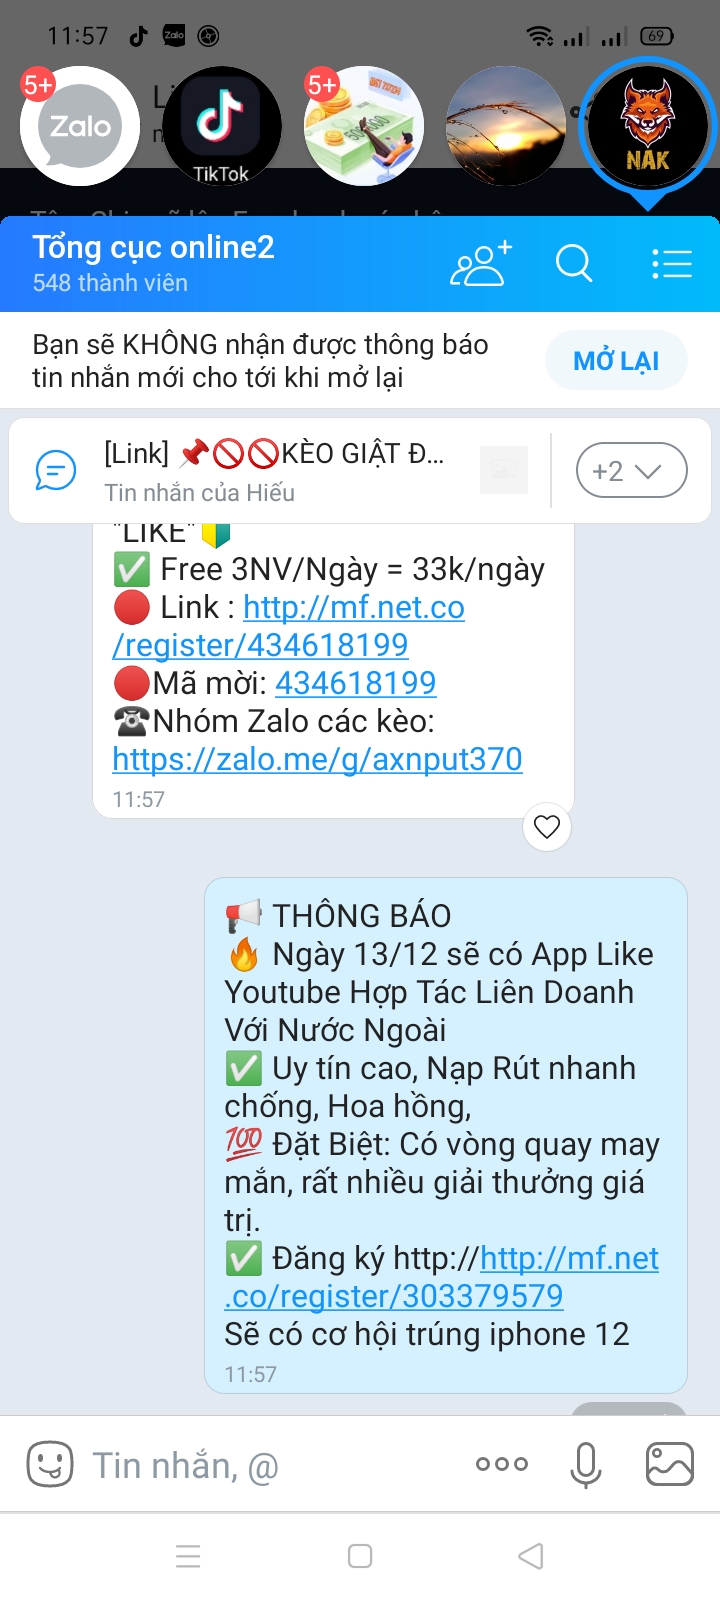 11:57
Zalo
69
5+
Zalo
TikTok
5+
NAK
Tổng cục online2
548 thành viên
Bạn sẽ KHÔNG nhận được thông báo
tin nhắn mới cho tới khi mở lại
MỞ LẠI
[Link] 📌🚫🚫KÈO GIẬT Đ...
Tin nhắn của Hiếu
+2
"LIKE"🔰
✅ Free 3NV/Ngày = 33k/ngày
🔴 Link : http://mf.net.co
/register/434618199
🔴Mã mời: 434618199
☎Nhóm Zalo các kèo:
https://zalo.me/g/axnput370
11:57
📢 THÔNG BÁO
🔥 Ngày 13/12 sẽ có App Like
Youtube Hợp Tác Liên Doanh
Với Nước Ngoài
✅ Uy tín cao, Nạp Rút nhanh
chống, Hoa hồng,
💯 Đặt Biệt: Có vòng quay may
mắn, rất nhiều giải thưởng giá
trị.
✅ Đăng ký http://http://mf.net
.co/register/303379579
Sẽ có cơ hội trúng iphone 12
11:57
Tin nhắn, @